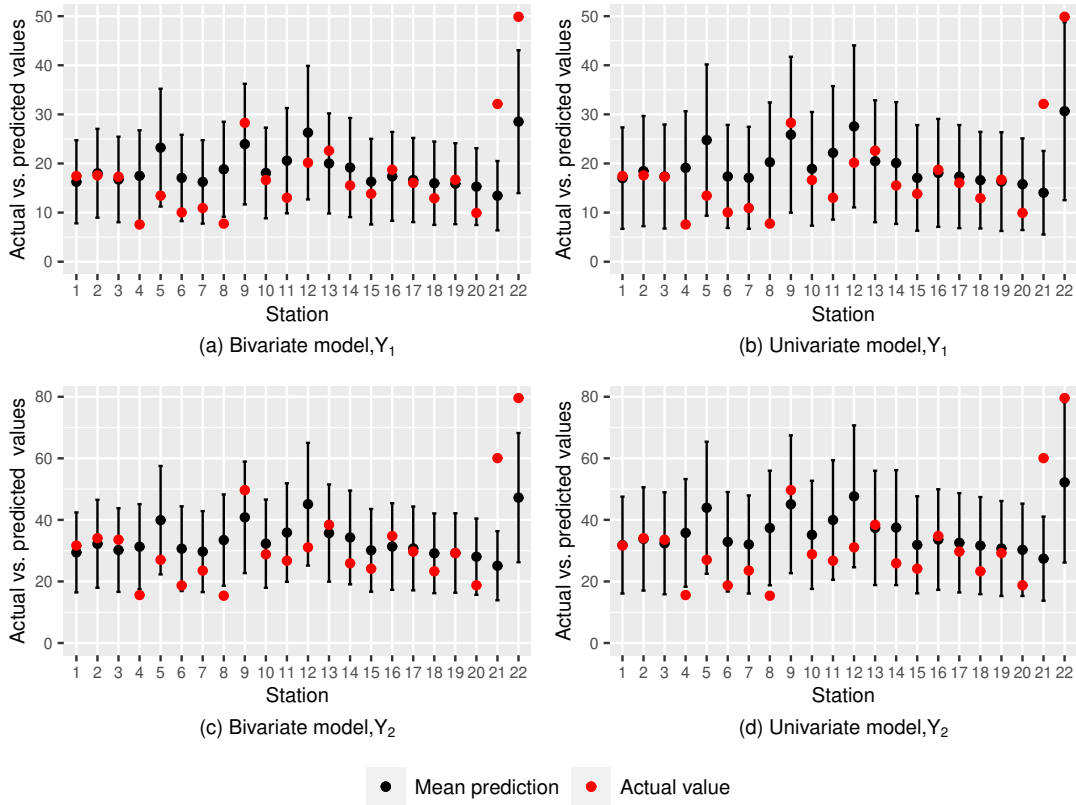 Actual vs. predicted values
50
40
30
20
10
0
1 2 3 4 5 6 7 8 9 10 11 12 13 14 15 16 17 18 19 20 21 22
Station
(a) Bivariate model,Y₁
Actual vs. predicted values
50
40
30
20
10
0
1 2 3 4 5 6 7 8 9 10 11 12 13 14 15 16 17 18 19 20 21 22
Station
(b) Univariate model,Y₁
Actual vs. predicted values
80
60
40
20
0
1 2 3 4 5 6 7 8 9 10 11 12 13 14 15 16 17 18 19 20 21 22
Station
(c) Bivariate model,Y₂
Actual vs. predicted values
80
60
40
20
0
1 2 3 4 5 6 7 8 9 10 11 12 13 14 15 16 17 18 19 20 21 22
Station
(d) Univariate model,Y₂
Mean prediction Actual value